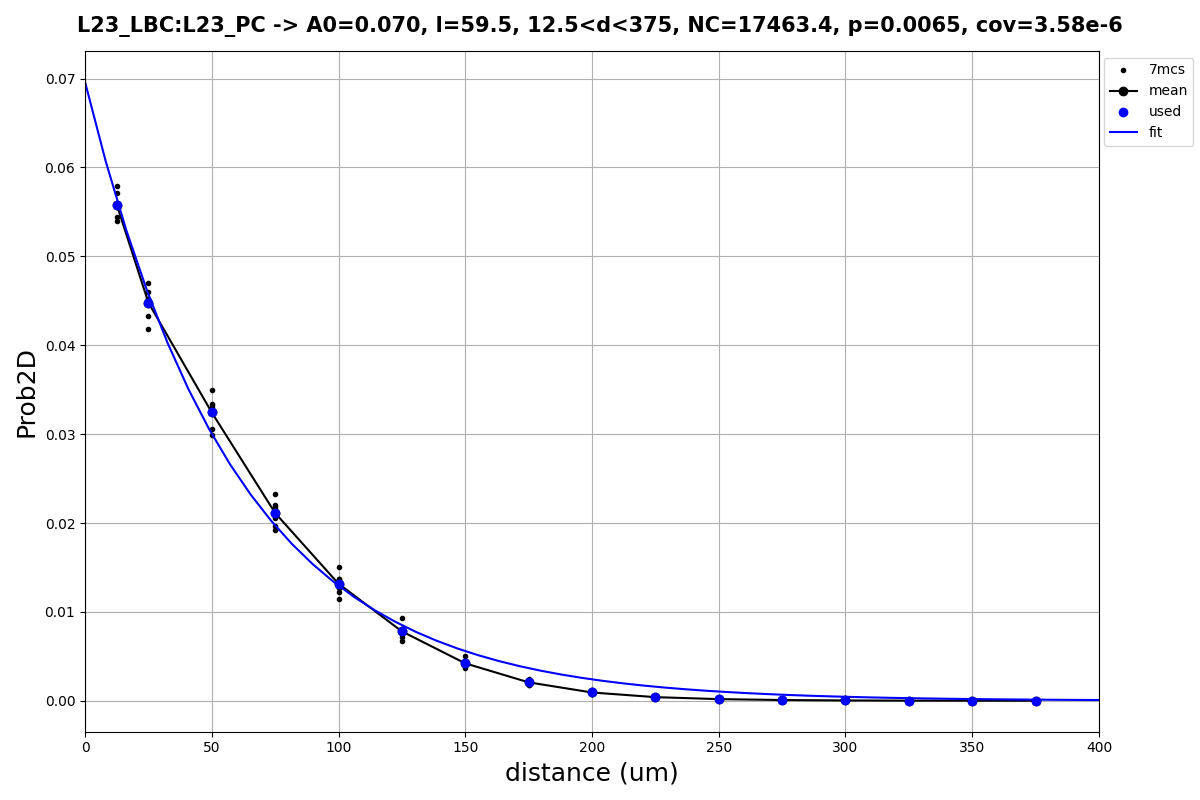 L23_LBC:L23_PC -> A0=0.070, l=59.5, 12.5<d<375, NC=17463.4, p=0.0065, cov=3.58e-6
7mcs
mean
used
fit
Prob2D
0.07
0.06
0.05
0.04
0.03
0.02
0.01
0.00
0 50 100 150 200 250 300 350 400
distance (um)